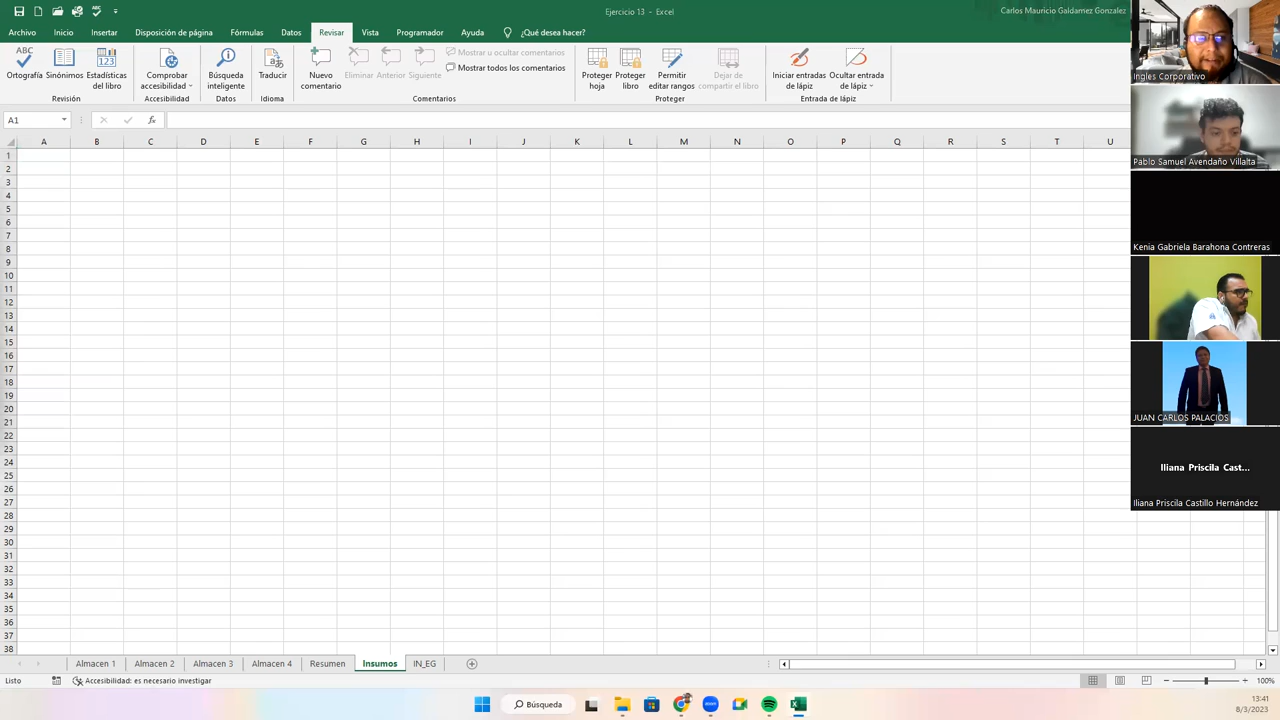 Ejercicio 13 - Excel
Carlos Mauricio Galdamez Gonzalez
Archivo Inicio Insertar Disposición de página Fórmulas Datos Revisar Vista Programador Ayuda ¿Qué desea hacer?
ABC
123
Ortografía Sinónimos Estadísticas del libro
Revisión
Comprobar accesibilidad
Accesibilidad
Búsqueda inteligente
Datos
Traducir
Idioma
Nuevo comentario Eliminar Anterior Siguiente
Mostrar u ocultar comentarios
Mostrar todos los comentarios
Comentarios
Proteger hoja Proteger libro Permitir editar rangos Dejar de compartir el libro
Proteger
Iniciar entradas de lápiz Ocultar entrada de lápiz
Entrada de lápiz
A1 fx
A B C D E F G H I J K L M N O P Q R S T U
1
2
3
4
5
6
7
8
9
10
11
12
13
14
15
16
17
18
19
20
21
22
23
24
25
26
27
28
29
30
31
32
33
34
35
36
37
38
Ingles Corporativo
Pablo Samuel Avendaño Villalta
Kenia Gabriela Barahona Contreras
JUAN CARLOS PALACIOS
Iliana Priscila Cast...
Iliana Priscila Castillo Hernández
Almacen 1 Almacen 2 Almacen 3 Almacen 4 Resumen Insumos IN_EG
Listo Accesibilidad: es necesario investigar 100%
Búsqueda
13:41
8/3/2023